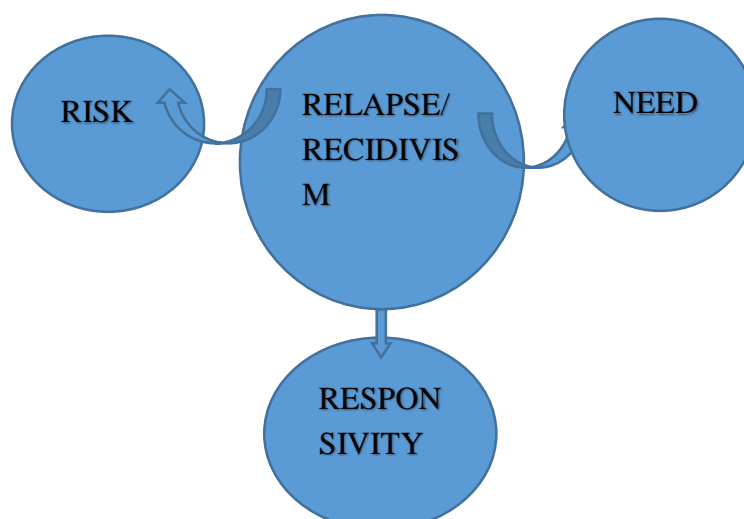 RISK
RELAPSE/
RECIDIVIS
M
NEED
RESPON
SIVITY